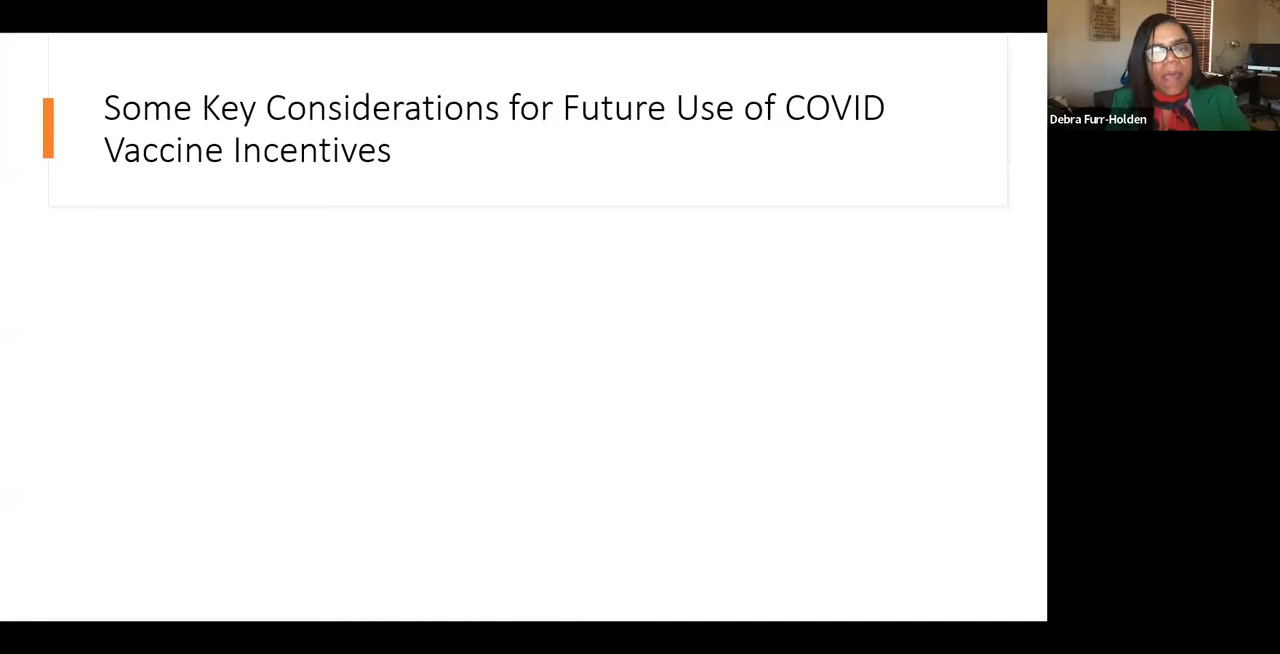 Some Key Considerations for Future Use of COVID
Vaccine Incentives
Debra Furr-Holden